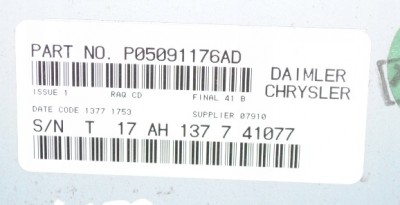 PART NO. P05091176AD
DAIMLER
CHRYSLER
ISSUE 1 RAQ CD FINAL 41 B
DATE CODE 1377 1753 SUPPLIER 07910
S/N T 17 AH 137 7 41077